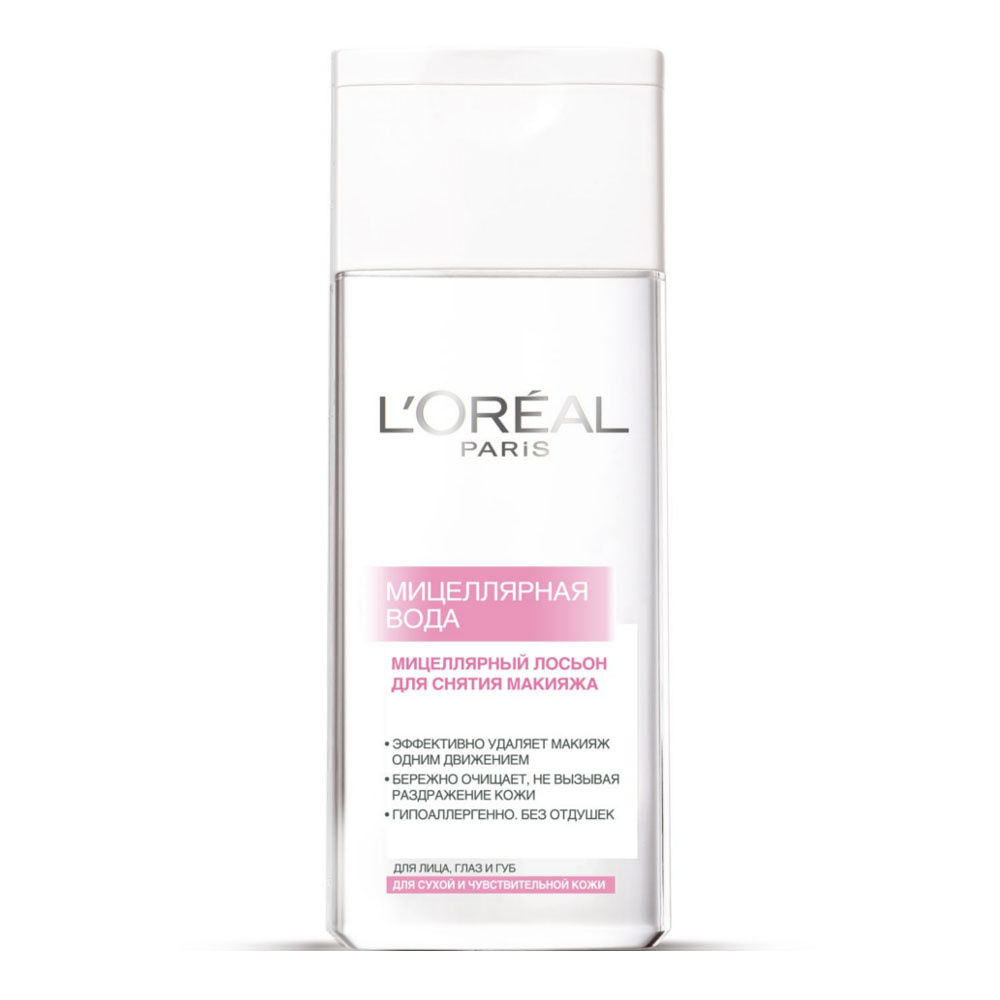 L'ORÉAL
PARiS
МИЦЕЛЛЯРНАЯ
ВОДА
МИЦЕЛЛЯРНЫЙ ЛОСЬОН
ДЛЯ СНЯТИЯ МАКИЯЖА
• ЭФФЕКТИВНО УДАЛЯЕТ МАКИЯЖ
ОДНИМ ДВИЖЕНИЕМ
• БЕРЕЖНО ОЧИЩАЕТ, НЕ ВЫЗЫВАЯ
РАЗДРАЖЕНИЕ КОЖИ
• ГИПОАЛЛЕРГЕННО. БЕЗ ОТДУШЕК
ДЛЯ ЛИЦА, ГЛАЗ И ГУБ
ДЛЯ СУХОЙ И ЧУВСТВИТЕЛЬНОЙ КОЖИ